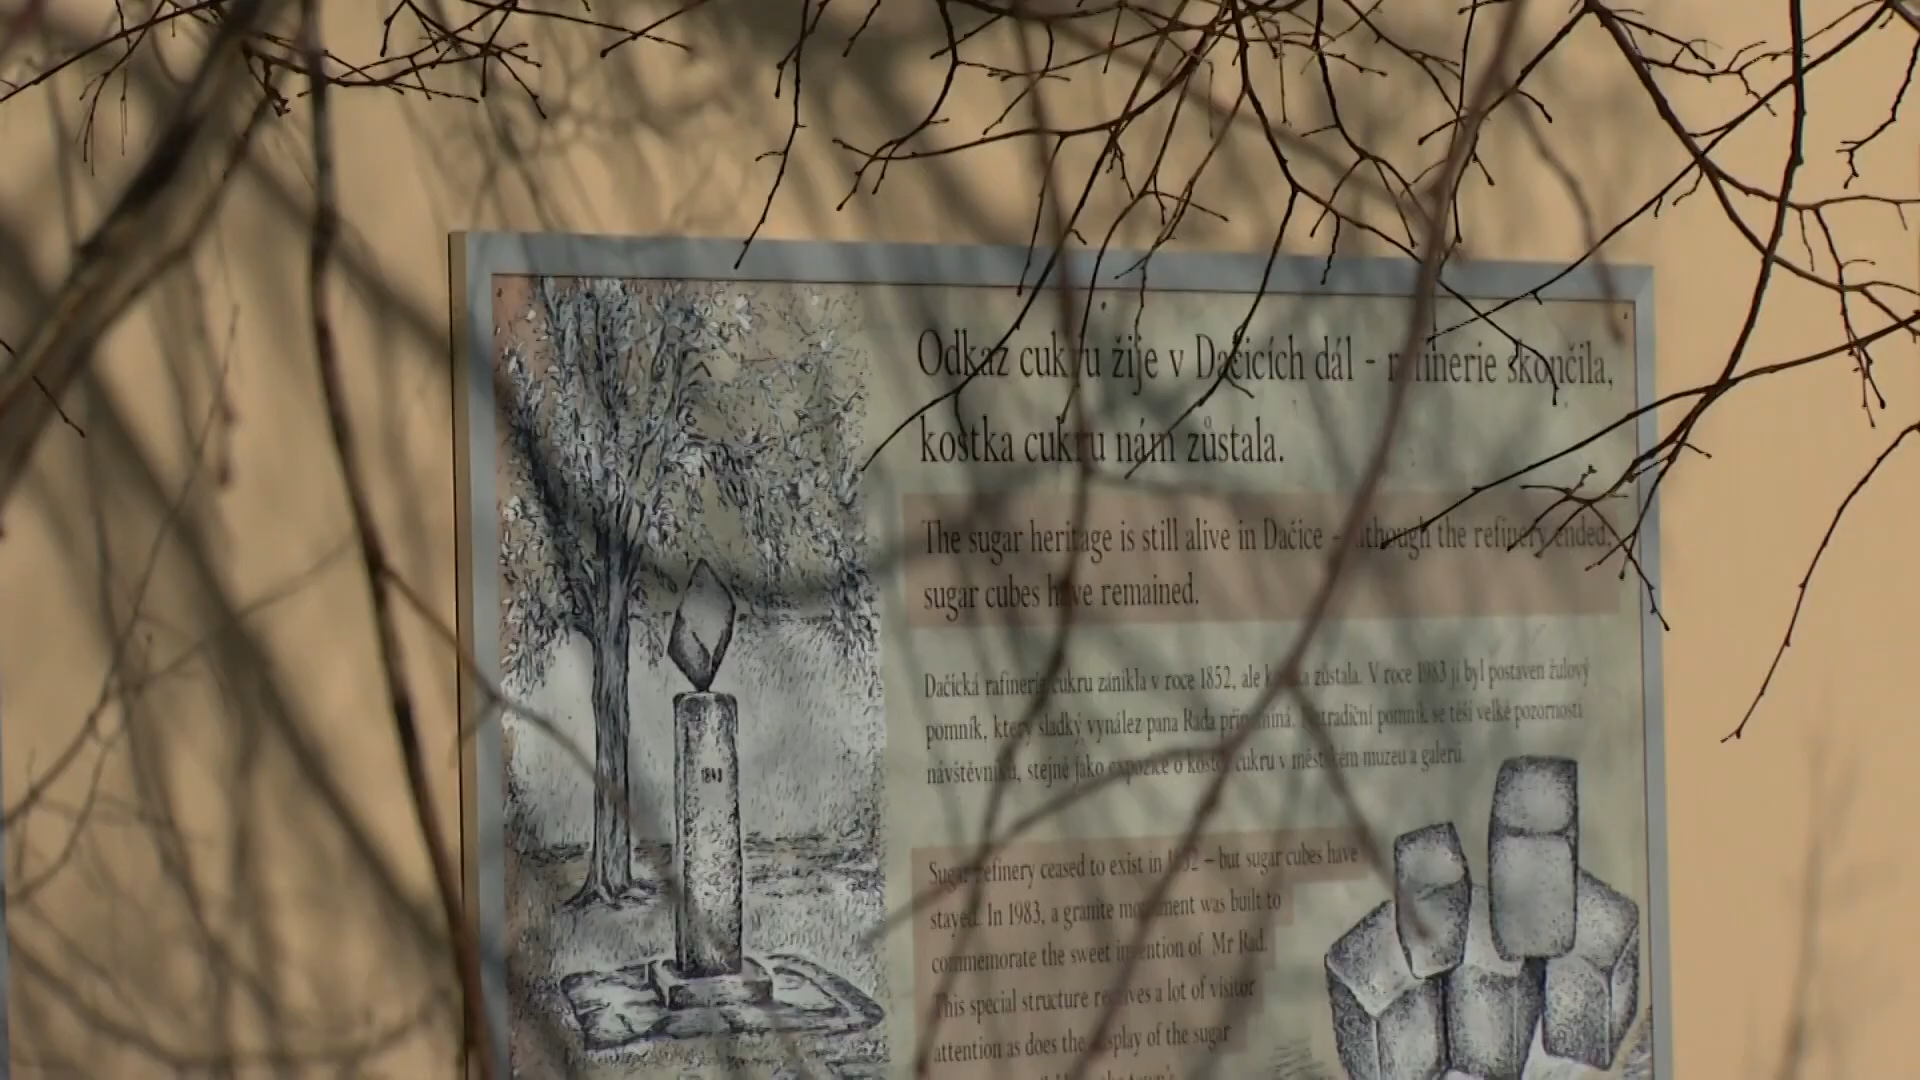 Odkaz cukru žije v Dačicích dál - rafinerie skončila,
kostka cukru nám zůstala.
The sugar heritage is still alive in Dačice - although the refinery ended,
sugar cubes have remained.
Dačická rafinerie cukru zanikla v roce 1852, ale kostka zůstala. V roce 1983 jí byl postaven žulový
pomník, který sladký vynález pana Rada připomíná. Netradiční pomník se těší velké pozornosti
návštěvníků, stejně jako expozice o kostce cukru v městském muzeu a galerii.
1843
Sugar refinery ceased to exist in 1852 – but sugar cubes have
stayed. In 1983, a granite monument was built to
commemorate the sweet invention of Mr Rad.
This special structure receives a lot of visitor
attention as does the display of the sugar
the town's